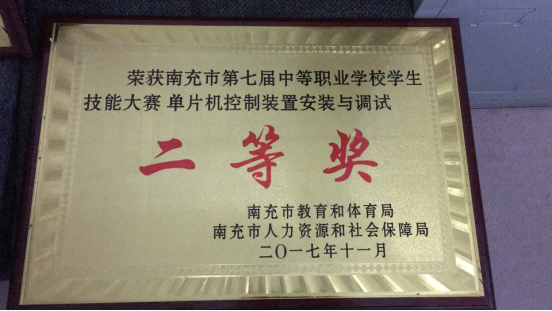 荣获南充市第七届中等职业学校学生
技能大赛 单片机控制装置安装与调试
二等奖
南充市教育和体育局
南充市人力资源和社会保障局
二〇一七年十一月